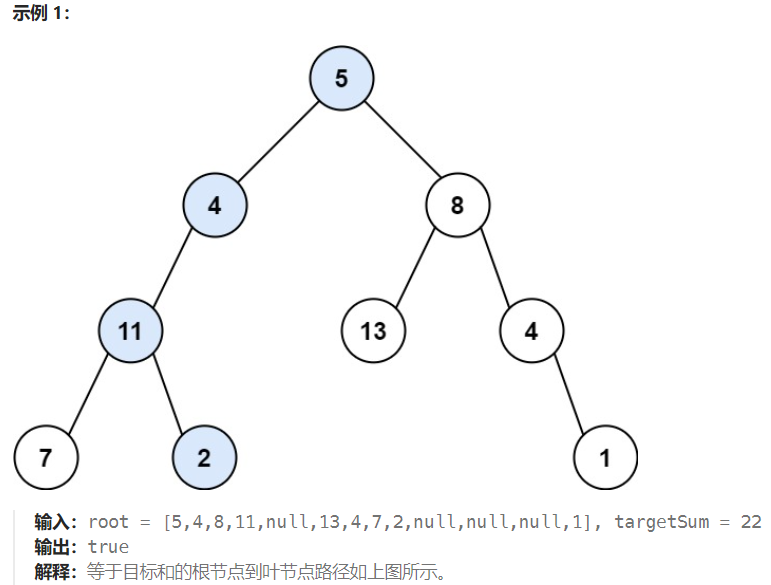 示例 1：
5
4
8
11
13
4
7
2
1
输入：root = [5,4,8,11,null,13,4,7,2,null,null,null,1], targetSum = 22
输出：true
解释：等于目标和的根节点到叶节点路径如上图所示。